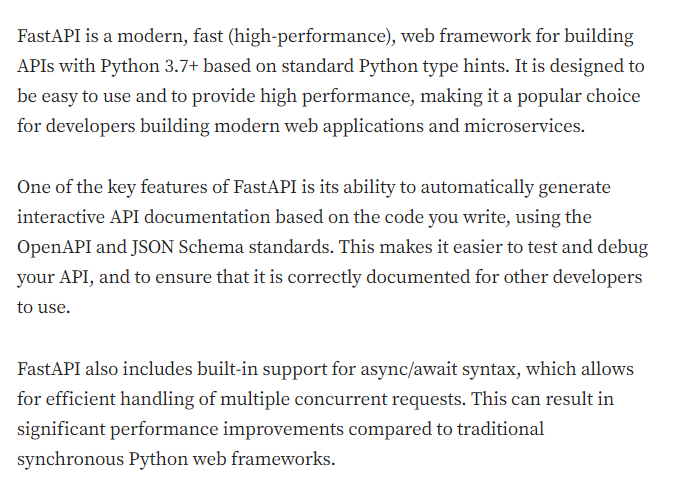 FastAPI is a modern, fast (high-performance), web framework for building
APIs with Python 3.7+ based on standard Python type hints. It is designed to
be easy to use and to provide high performance, making it a popular choice
for developers building modern web applications and microservices.
One of the key features of FastAPI is its ability to automatically generate
interactive API documentation based on the code you write, using the
OpenAPI and JSON Schema standards. This makes it easier to test and debug
your API, and to ensure that it is correctly documented for other developers
to use.
FastAPI also includes built-in support for async/await syntax, which allows
for efficient handling of multiple concurrent requests. This can result in
significant performance improvements compared to traditional
synchronous Python web frameworks.